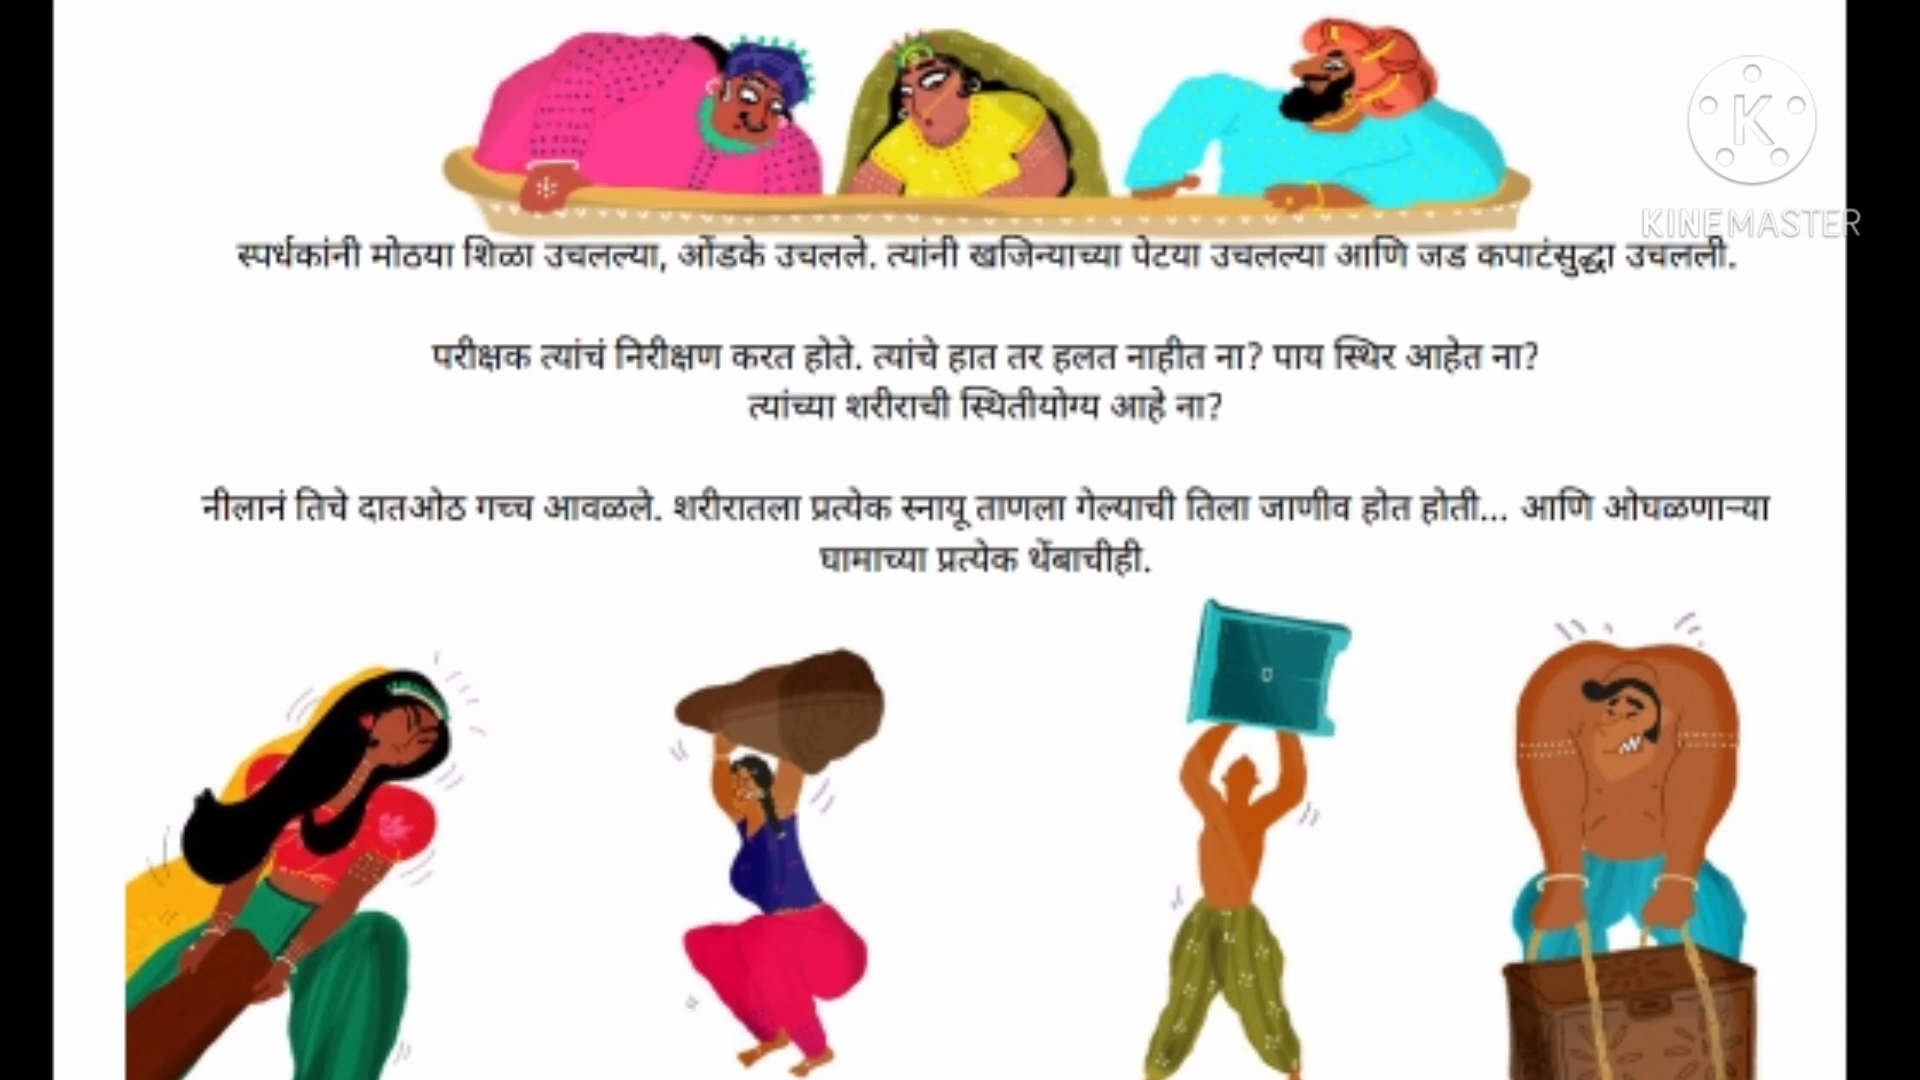 स्पर्धकांनी मोठया शिळा उचलल्या, ओंडके उचलले. त्यांनी खजिन्याच्या पेटया उचलल्या आणि जड कपाटंसुद्धा उचलली.
परीक्षक त्यांचं निरीक्षण करत होते. त्यांचे हात तर हलत नाहीत ना? पाय स्थिर आहेत ना?
त्यांच्या शरीराची स्थितीयोग्य आहे ना?
नीलानं तिचे दातओठ गच्च आवळले. शरीरातला प्रत्येक स्नायू ताणला गेल्याची तिला जाणीव होत होती... आणि ओघळणाऱ्या
घामाच्या प्रत्येक थेंबाचीही.
K
KINEMASTER